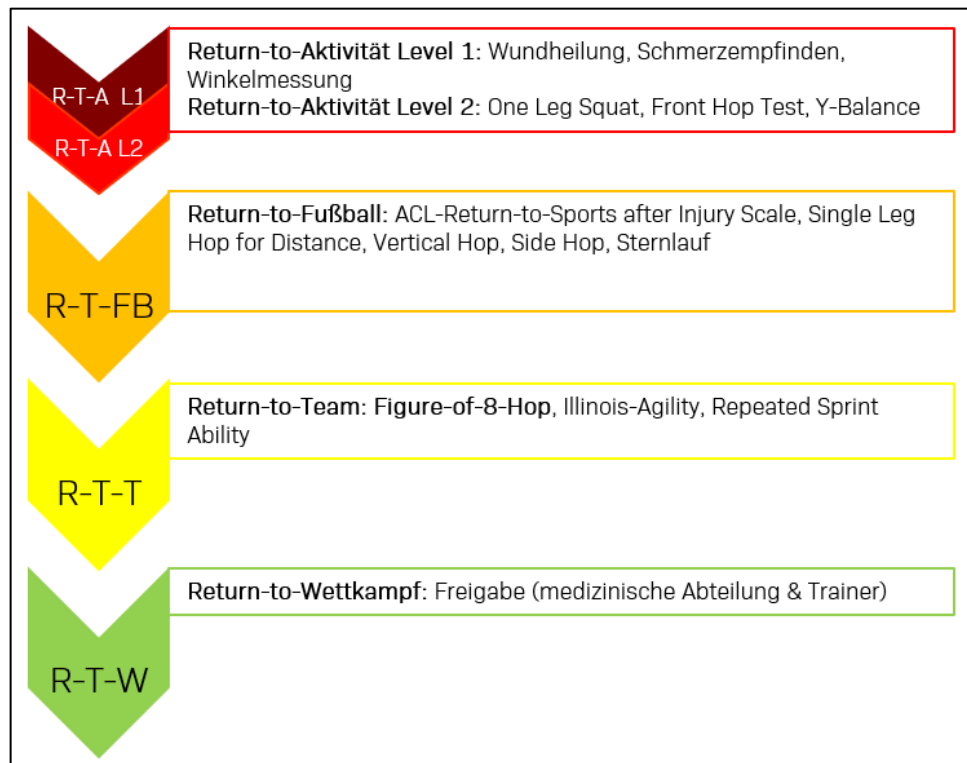 R-T-A L1
R-T-A L2
Return-to-Aktivität Level 1: Wundheilung, Schmerzempfinden,
Winkelmessung
Return-to-Aktivität Level 2: One Leg Squat, Front Hop Test, Y-Balance
R-T-FB
Return-to-Fußball: ACL-Return-to-Sports after Injury Scale, Single Leg
Hop for Distance, Vertical Hop, Side Hop, Sternlauf
R-T-T
Return-to-Team: Figure-of-8-Hop, Illinois-Agility, Repeated Sprint
Ability
R-T-W
Return-to-Wettkampf: Freigabe (medizinische Abteilung & Trainer)